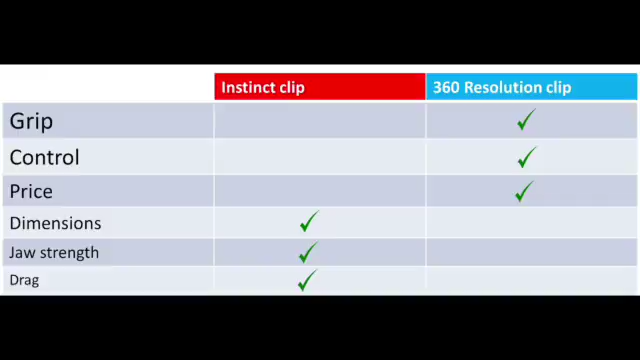 Instinct clip 360 Resolution clip
Grip ✓
Control ✓
Price ✓
Dimensions ✓
Jaw strength ✓
Drag ✓